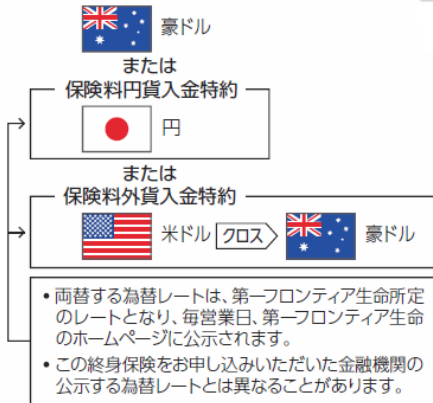 豪ドル
または
保険料円貨入金特約
円
または
保険料外貨入金特約
米ドル クロス 豪ドル
•両替する為替レートは、第一フロンティア生命所定
のレートとなり、毎営業日、第一フロンティア生命
のホームページに公示されます。
•この終身保険をお申し込みいただいた金融機関の
公示する為替レートとは異なることがあります。